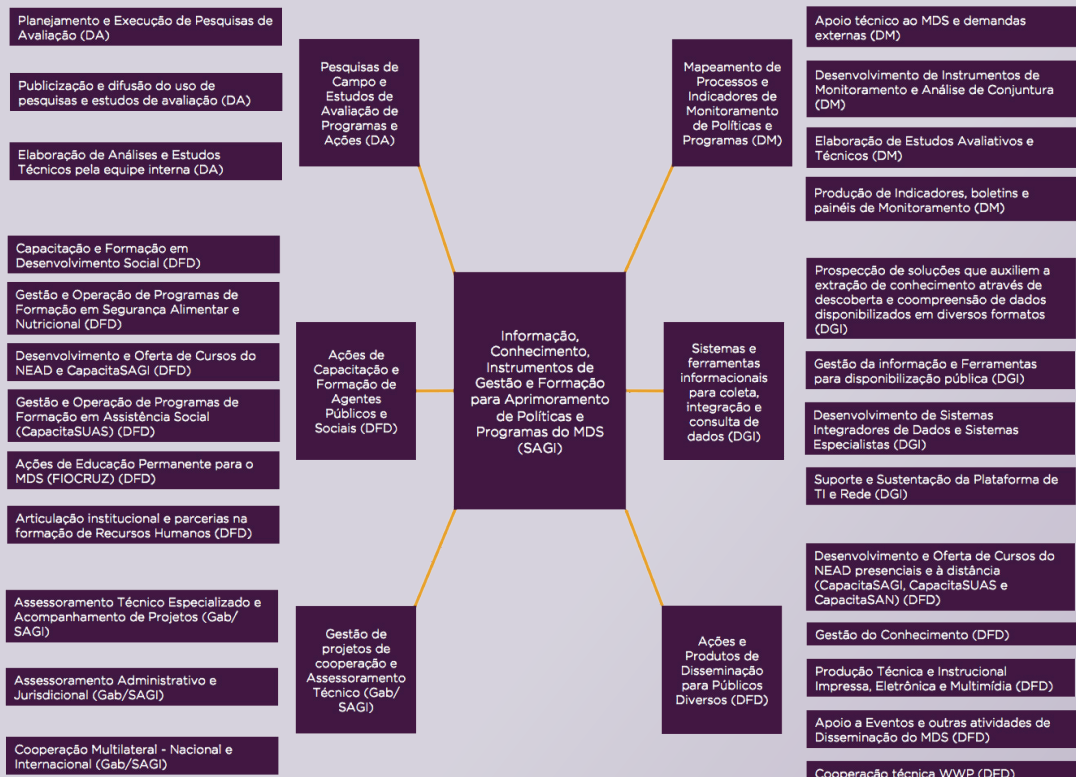 Planejamento e Execução de Pesquisas de
Avaliação (DA)
Publicização e difusão do uso de
pesquisas e estudos de avaliação (DA)
Elaboração de Análises e Estudos
Técnicos pela equipe interna (DA)
Pesquisas de
Campo e
Estudos de
Avaliação de
Programas e
Ações (DA)
Mapeamento de
Processos e
Indicadores de
Monitoramento
de Políticas e
Programas (DM)
Apoio técnico ao MDS e demandas
externas (DM)
Desenvolvimento de Instrumentos de
Monitoramento e Análise de Conjuntura
(DM)
Elaboração de Estudos Avaliativos e
Técnicos (DM)
Produção de Indicadores, boletins e
painéis de Monitoramento (DM)
Capacitação e Formação em
Desenvolvimento Social (DFD)
Gestão e Operação de Programas de
Formação em Segurança Alimentar e
Nutricional (DFD)
Desenvolvimento e Oferta de Cursos do
NEAD e CapacitaSAGI (DFD)
Gestão e Operação de Programas de
Formação em Assistência Social
(CapacitaSUAS) (DFD)
Ações de Educação Permanente para o
MDS (FIOCRUZ) (DFD)
Articulação institucional e parcerias na
formação de Recursos Humanos (DFD)
Ações de
Capacitação e
Formação de
Agentes
Públicos e
Sociais (DFD)
Informação,
Conhecimento,
Instrumentos de
Gestão e Formação
para Aprimoramento
de Políticas e
Programas do MDS
(SAGI)
Sistemas e
ferramentas
informacionais
para coleta,
integração e
consulta de
dados (DGI)
Prospecção de soluções que auxiliem a
extração de conhecimento através de
descoberta e coompreensão de dados
disponibilizados em diversos formatos
(DGI)
Gestão da informação e Ferramentas
para disponibilização pública (DGI)
Desenvolvimento de Sistemas
Integradores de Dados e Sistemas
Especialistas (DGI)
Suporte e Sustentação da Plataforma de
TI e Rede (DGI)
Assessoramento Técnico Especializado e
Acompanhamento de Projetos (Gab/
SAGI)
Assessoramento Administrativo e
Jurisdicional (Gab/SAGI)
Cooperação Multilateral - Nacional e
Internacional (Gab/SAGI)
Gestão de
projetos de
cooperação e
Assessoramento
Técnico (Gab/
SAGI)
Ações e
Produtos de
Disseminação
para Públicos
Diversos (DFD)
Desenvolvimento e Oferta de Cursos do
NEAD presenciais e à distância
(CapacitaSAGI, CapacitaSUAS e
CapacitaSAN) (DFD)
Gestão do Conhecimento (DFD)
Produção Técnica e Instrucional
Impressa, Eletrônica e Multimídia (DFD)
Apoio a Eventos e outras atividades de
Disseminação do MDS (DFD)
Cooperação técnica WWP (DFD)